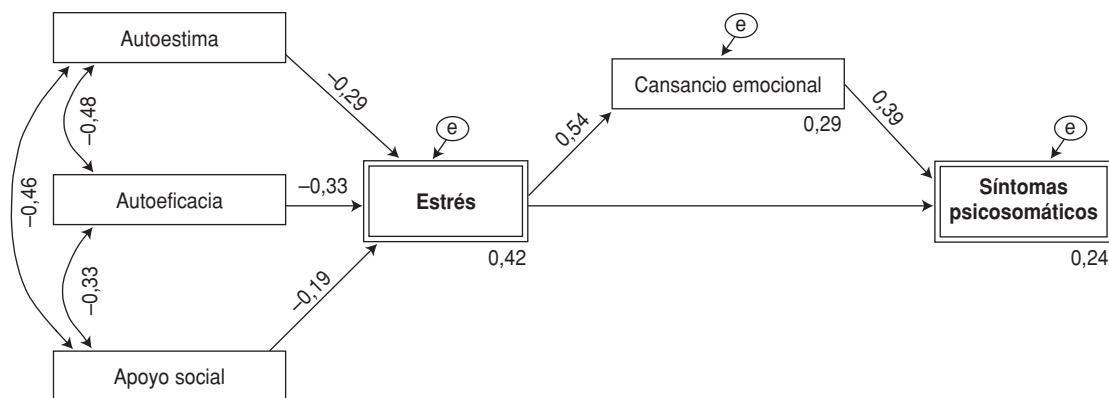 Autoestima
e
Cansancio emocional
0,29
–0,29
–0,48
0,54
0,39
e
e
–0,46
Autoeficacia
–0,33
Estrés
0,42
Síntomas
psicosomáticos
0,24
–0,33
–0,19
Apoyo social